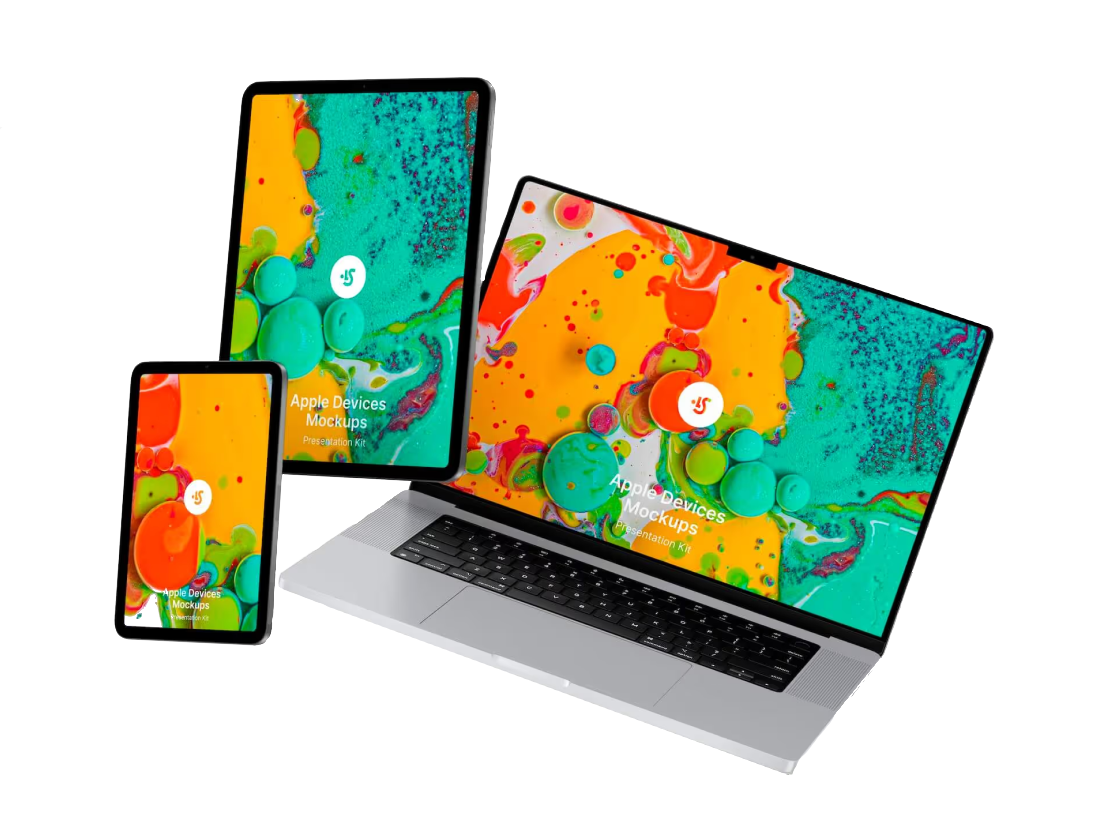 Apple Devices
Mockups
Presentation Kit
Apple Devices
Mockups
Presentation Kit
Apple Devices
Mockups
Presentation Kit